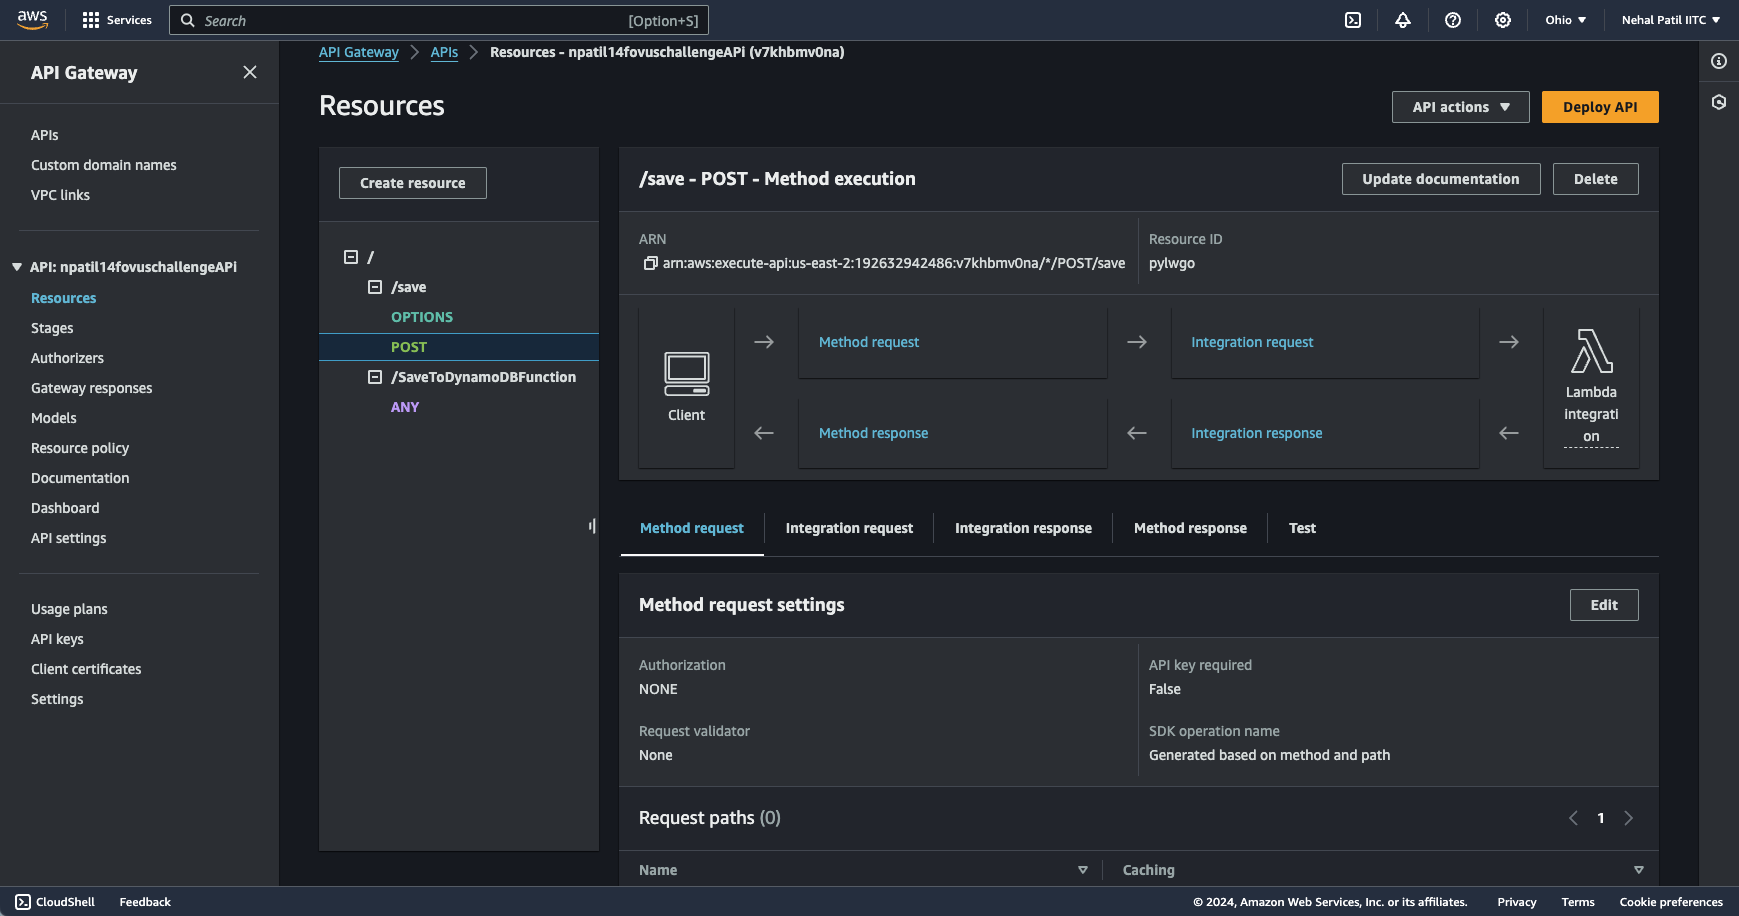 aws
Services
Search
[Option+S]
Ohio ▼
Nehal Patil IITC ▼
API Gateway
APIs
Custom domain names
VPC links
▼ API: npatil14fovuschallengeAPi
Resources
Stages
Authorizers
Gateway responses
Models
Resource policy
Documentation
Dashboard
API settings
Usage plans
API keys
Client certificates
Settings
API Gateway > APIs > Resources - npatil14fovuschallengeAPi (v7khbmv0na)
Resources
API actions ▼
Deploy API
Create resource
/
/save
OPTIONS
POST
/SaveToDynamoDBFunction
ANY
/save - POST - Method execution
Update documentation
Delete
ARN
arn:aws:execute-api:us-east-2:192632942486:v7khbmv0na/*/POST/save
Resource ID
pylwgo
Client
Method request
Integration request
Method response
Integration response
Lambda
integrati
on
Method request
Integration request
Integration response
Method response
Test
Method request settings
Edit
Authorization
NONE
API key required
False
Request validator
None
SDK operation name
Generated based on method and path
Request paths (0)
1
Name
Caching
CloudShell
Feedback
© 2024, Amazon Web Services, Inc. or its affiliates.
Privacy
Terms
Cookie preferences